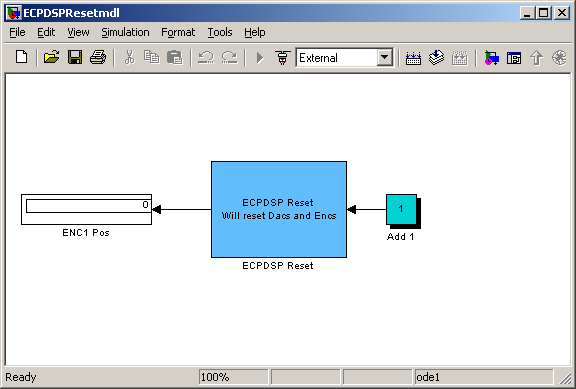 ECPDSPResetmdl
File Edit View Simulation Format Tools Help
External
0
ENC1 Pos
ECPDSP Reset
Will reset Dacs and Encs
ECPDSP Reset
1
Add 1
Ready 100% ode1